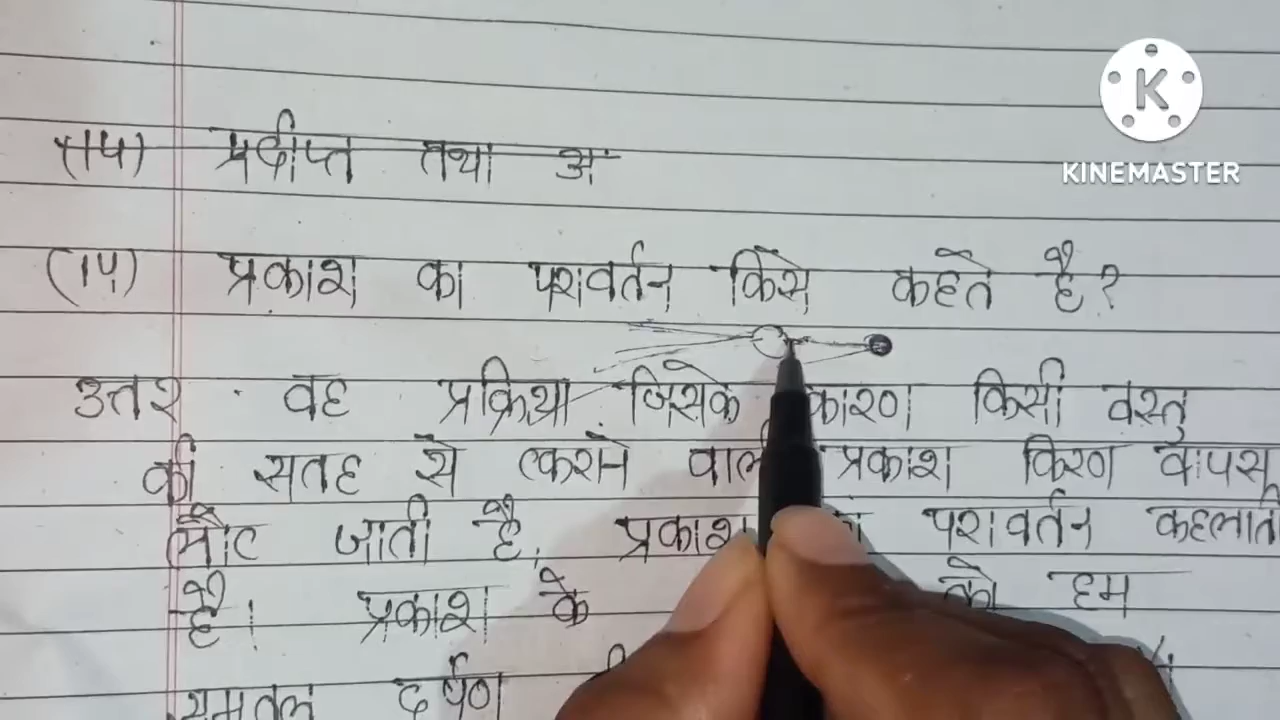 (14) प्रदीप्त तथा अ
(15) प्रकाश का परावर्तन किसे कहते है?
उत्तर वह प्रक्रिया जिसके कारण किसी वस्तु
की सतह से टकराने वाली प्रकाश किरण वापस
लौट जाती है, प्रकाश का परावर्तन कहलाती
है। प्रकाश के को हम
समतल दर्पण
K
KINEMASTER